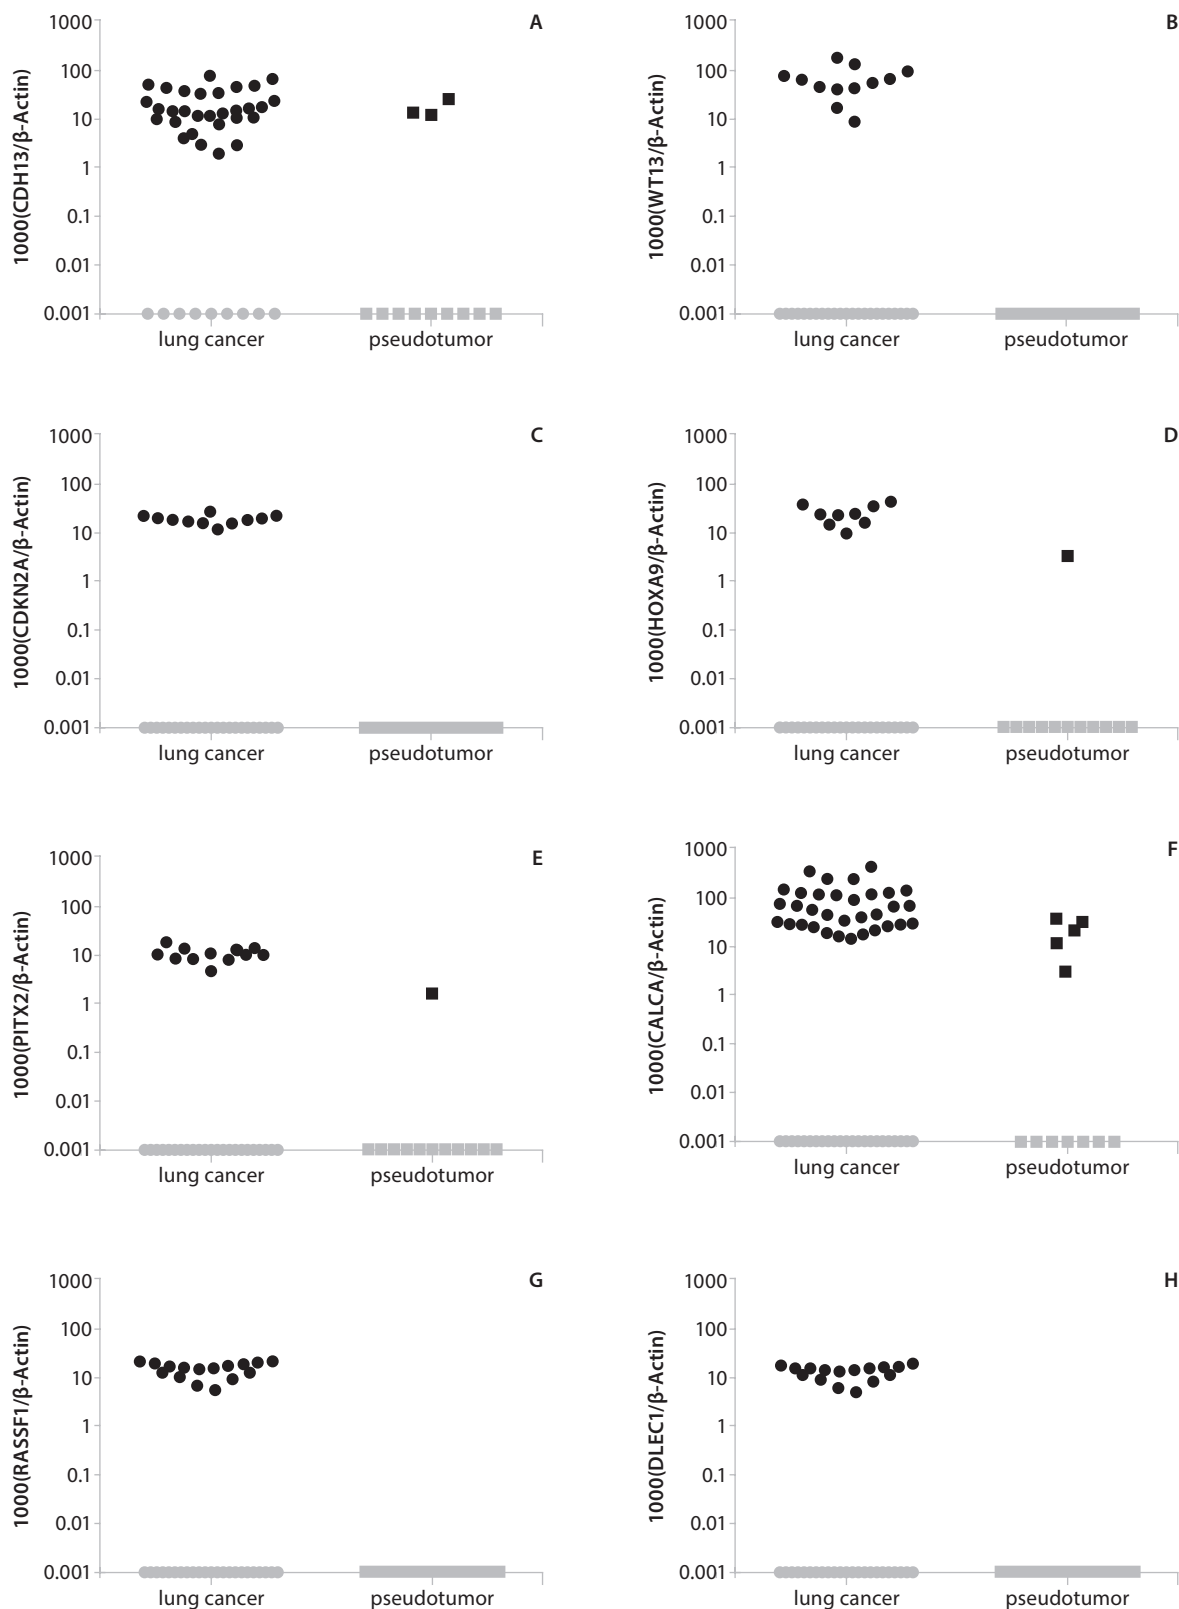 A
1000(CDH13/β-Actin)
1000
100
10
1
0.1
0.01
0.001
lung cancer
pseudotumor
B
1000(WT13/β-Actin)
1000
100
10
1
0.1
0.01
0.001
lung cancer
pseudotumor
C
1000(CDKN2A/β-Actin)
1000
100
10
1
0.1
0.01
0.001
lung cancer
pseudotumor
D
1000(HOXA9/β-Actin)
1000
100
10
1
0.1
0.01
0.001
lung cancer
pseudotumor
E
1000(PITX2/β-Actin)
1000
100
10
1
0.1
0.01
0.001
lung cancer
pseudotumor
F
1000(CALCA/β-Actin)
1000
100
10
1
0.1
0.01
0.001
lung cancer
pseudotumor
G
1000(RASSF1/β-Actin)
1000
100
10
1
0.1
0.01
0.001
lung cancer
pseudotumor
H
1000(DLEC1/β-Actin)
1000
100
10
1
0.1
0.01
0.001
lung cancer
pseudotumor